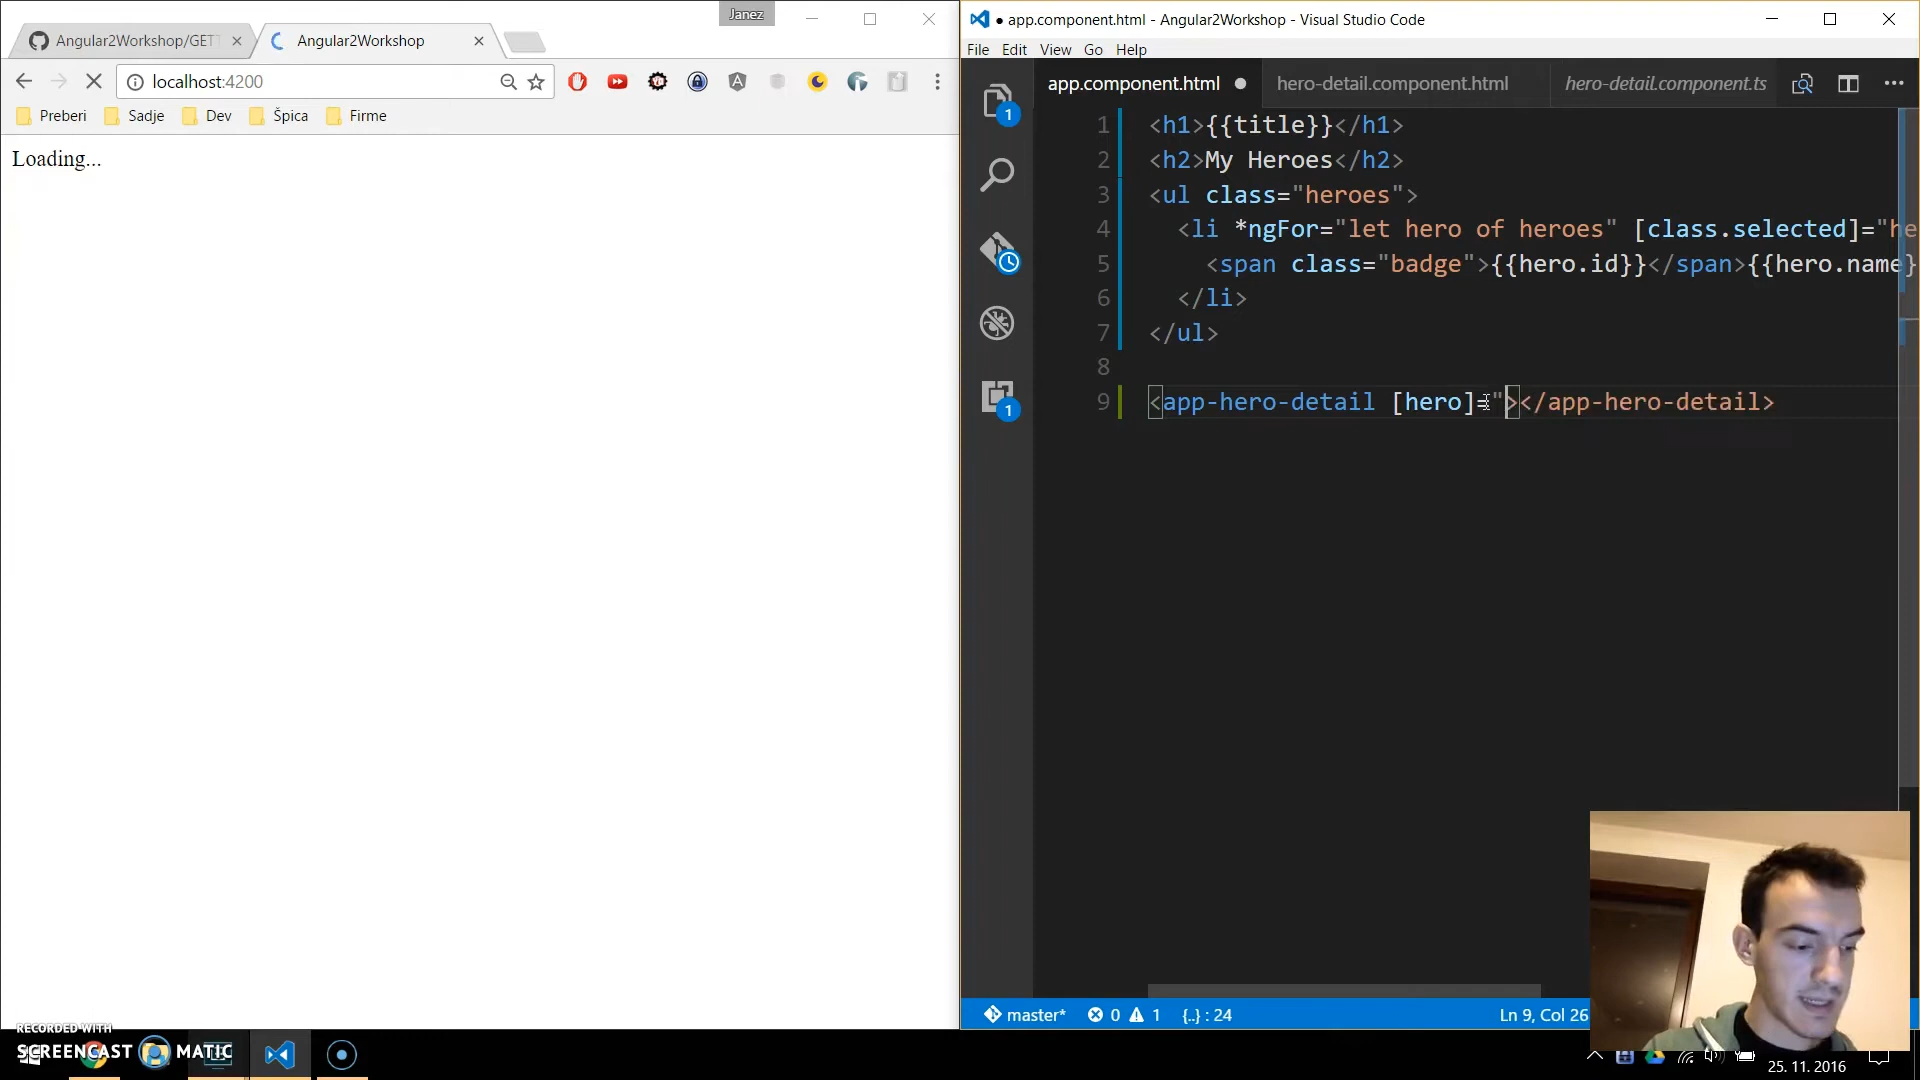 Janez
Angular2Workshop/GETT
Angular2Workshop
localhost:4200
Preberi
Sadje
Dev
Špica
Firme
Loading...
● app.component.html - Angular2Workshop - Visual Studio Code
File Edit View Go Help
app.component.html
hero-detail.component.html
hero-detail.component.ts
1 <h1>{{title}}</h1>
2 <h2>My Heroes</h2>
3 <ul class="heroes">
4 <li *ngFor="let hero of heroes" [class.selected]="he
5 <span class="badge">{{hero.id}}</span>{{hero.name}
6 </li>
7 </ul>
8
9 <app-hero-detail [hero]="></app-hero-detail>
1
1
master* 0 1 {..} : 24 Ln 9, Col 26
RECORDED WITH
SCREENCAST MATIC
25. 11. 2016